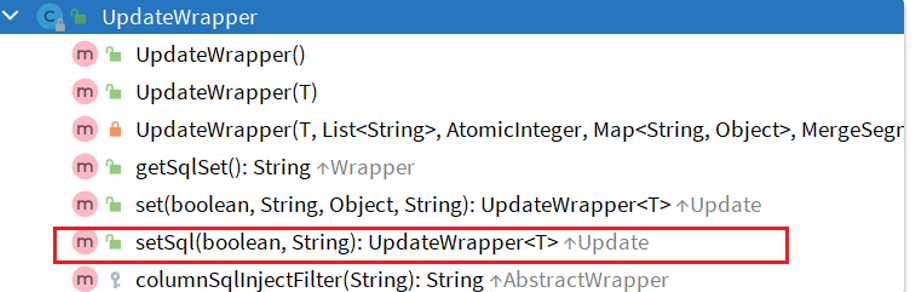 UpdateWrapper
UpdateWrapper()
UpdateWrapper(T)
UpdateWrapper(T, List<String>, AtomicInteger, Map<String, Object>, MergeSegm
getSqlSet(): String ↑Wrapper
set(boolean, String, Object, String): UpdateWrapper<T> ↑Update
setSql(boolean, String): UpdateWrapper<T> ↑Update
columnSqlInjectFilter(String): String ↑AbstractWrapper